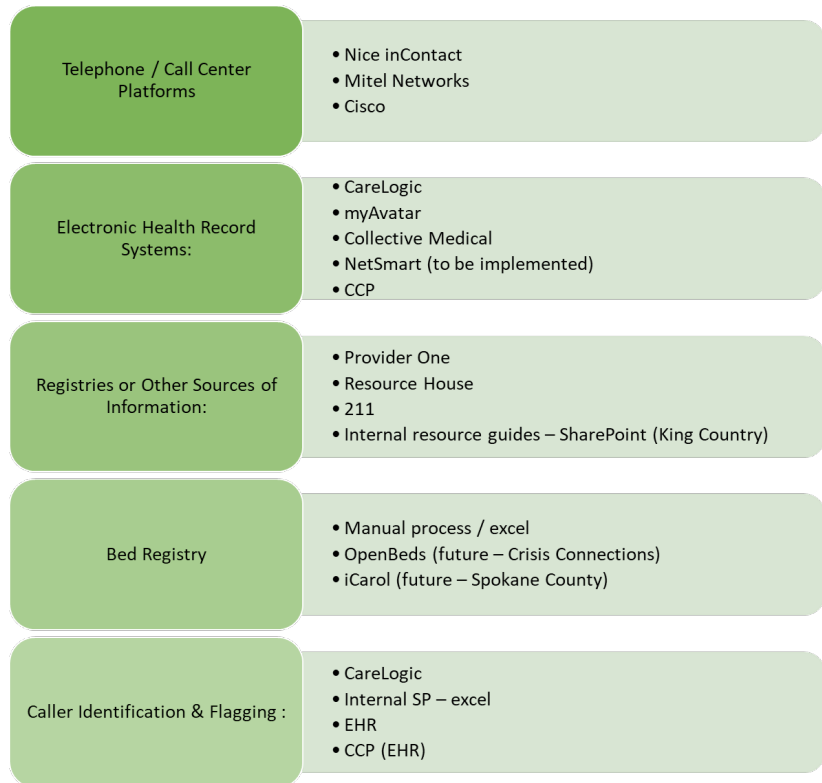 Telephone / Call Center
Platforms
• Nice inContact
• Mitel Networks
• Cisco
Electronic Health Record
Systems:
• CareLogic
• myAvatar
• Collective Medical
• NetSmart (to be implemented)
• CCP
Registries or Other Sources of
Information:
• Provider One
• Resource House
• 211
• Internal resource guides – SharePoint (King Country)
Bed Registry
• Manual process / excel
• OpenBeds (future – Crisis Connections)
• iCarol (future – Spokane County)
Caller Identification & Flagging :
• CareLogic
• Internal SP – excel
• EHR
• CCP (EHR)